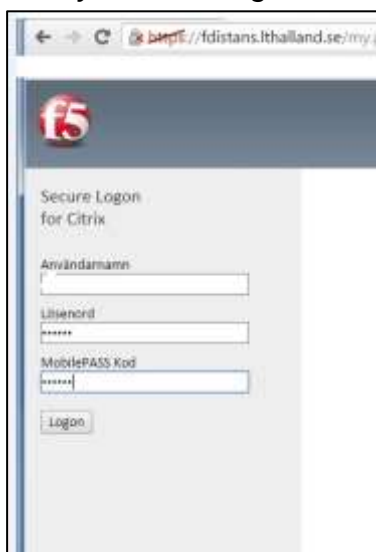 https://fdistans.lthalland.se/my.
f5
Secure Logon
for Citrix
Användarnamn
Lösenord
••••••
MobilePASS Kod
••••••
Logon